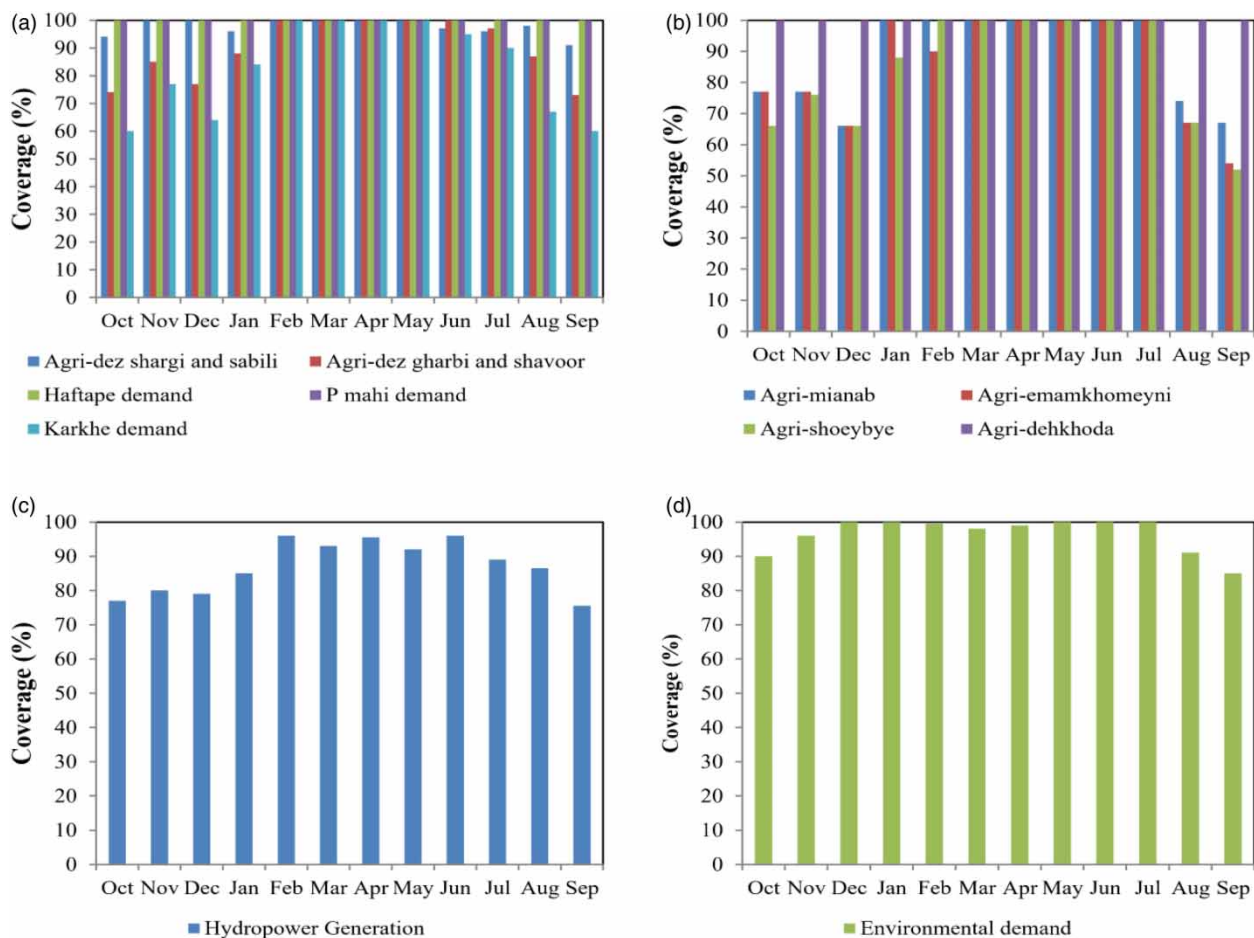 (a)
100
90
80
70
60
50
40
30
20
10
0
Coverage (%)
Oct Nov Dec Jan Feb Mar Apr May Jun Jul Aug Sep
Agri-dez shargi and sabili
Agri-dez gharbi and shavoor
Haftape demand
P mahi demand
Karkhe demand
(b)
100
90
80
70
60
50
40
30
20
10
0
Coverage (%)
Oct Nov Dec Jan Feb Mar Apr May Jun Jul Aug Sep
Agri-mianab
Agri-emamkhomeyni
Agri-shoeybye
Agri-dehkhoda
(c)
100
90
80
70
60
50
40
30
20
10
0
Coverage (%)
Oct Nov Dec Jan Feb Mar Apr May Jun Jul Aug Sep
Hydropower Generation
(d)
100
90
80
70
60
50
40
30
20
10
0
Coverage (%)
Oct Nov Dec Jan Feb Mar Apr May Jun Jul Aug Sep
Environmental demand